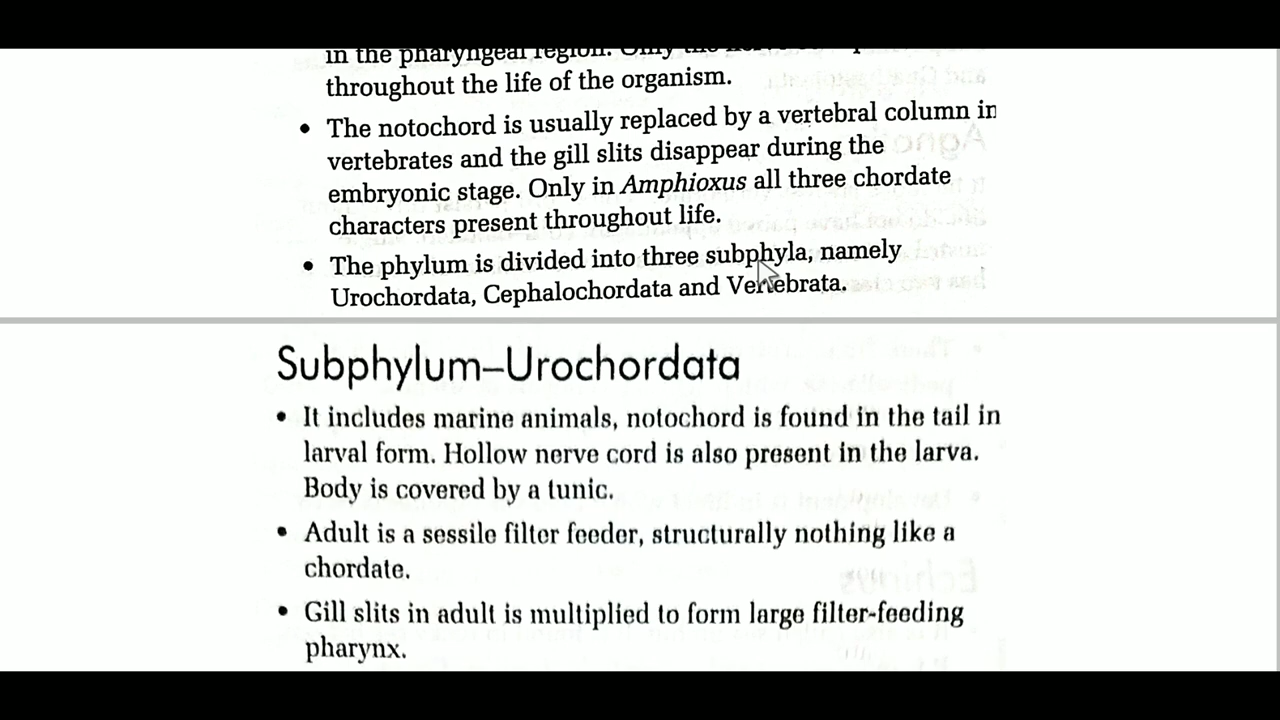 in the pharyngeal region. Only the
throughout the life of the organism.
• The notochord is usually replaced by a vertebral column in
vertebrates and the gill slits disappear during the
embryonic stage. Only in Amphioxus all three chordate
characters present throughout life.
• The phylum is divided into three subphyla, namely
Urochordata, Cephalochordata and Vertebrata.
Subphylum–Urochordata
• It includes marine animals, notochord is found in the tail in
larval form. Hollow nerve cord is also present in the larva.
Body is covered by a tunic.
• Adult is a sessile filter feeder, structurally nothing like a
chordate.
• Gill slits in adult is multiplied to form large filter-feeding
pharynx.